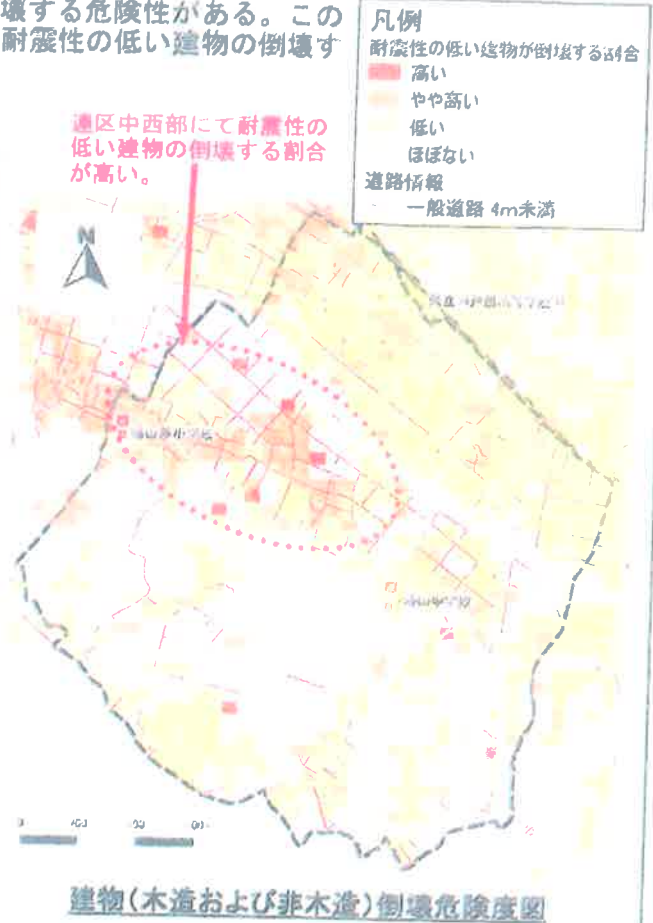 壊する危険性がある。この
耐震性の低い建物の倒壊す
凡例
耐震性の低い建物が倒壊する割合
高い
やや高い
低い
ほぼない
道路情報
一般道路 4m未満
連区中西部にて耐震性の
低い建物の倒壊する割合
が高い。
N
建物(木造および非木造)倒壊危険度図